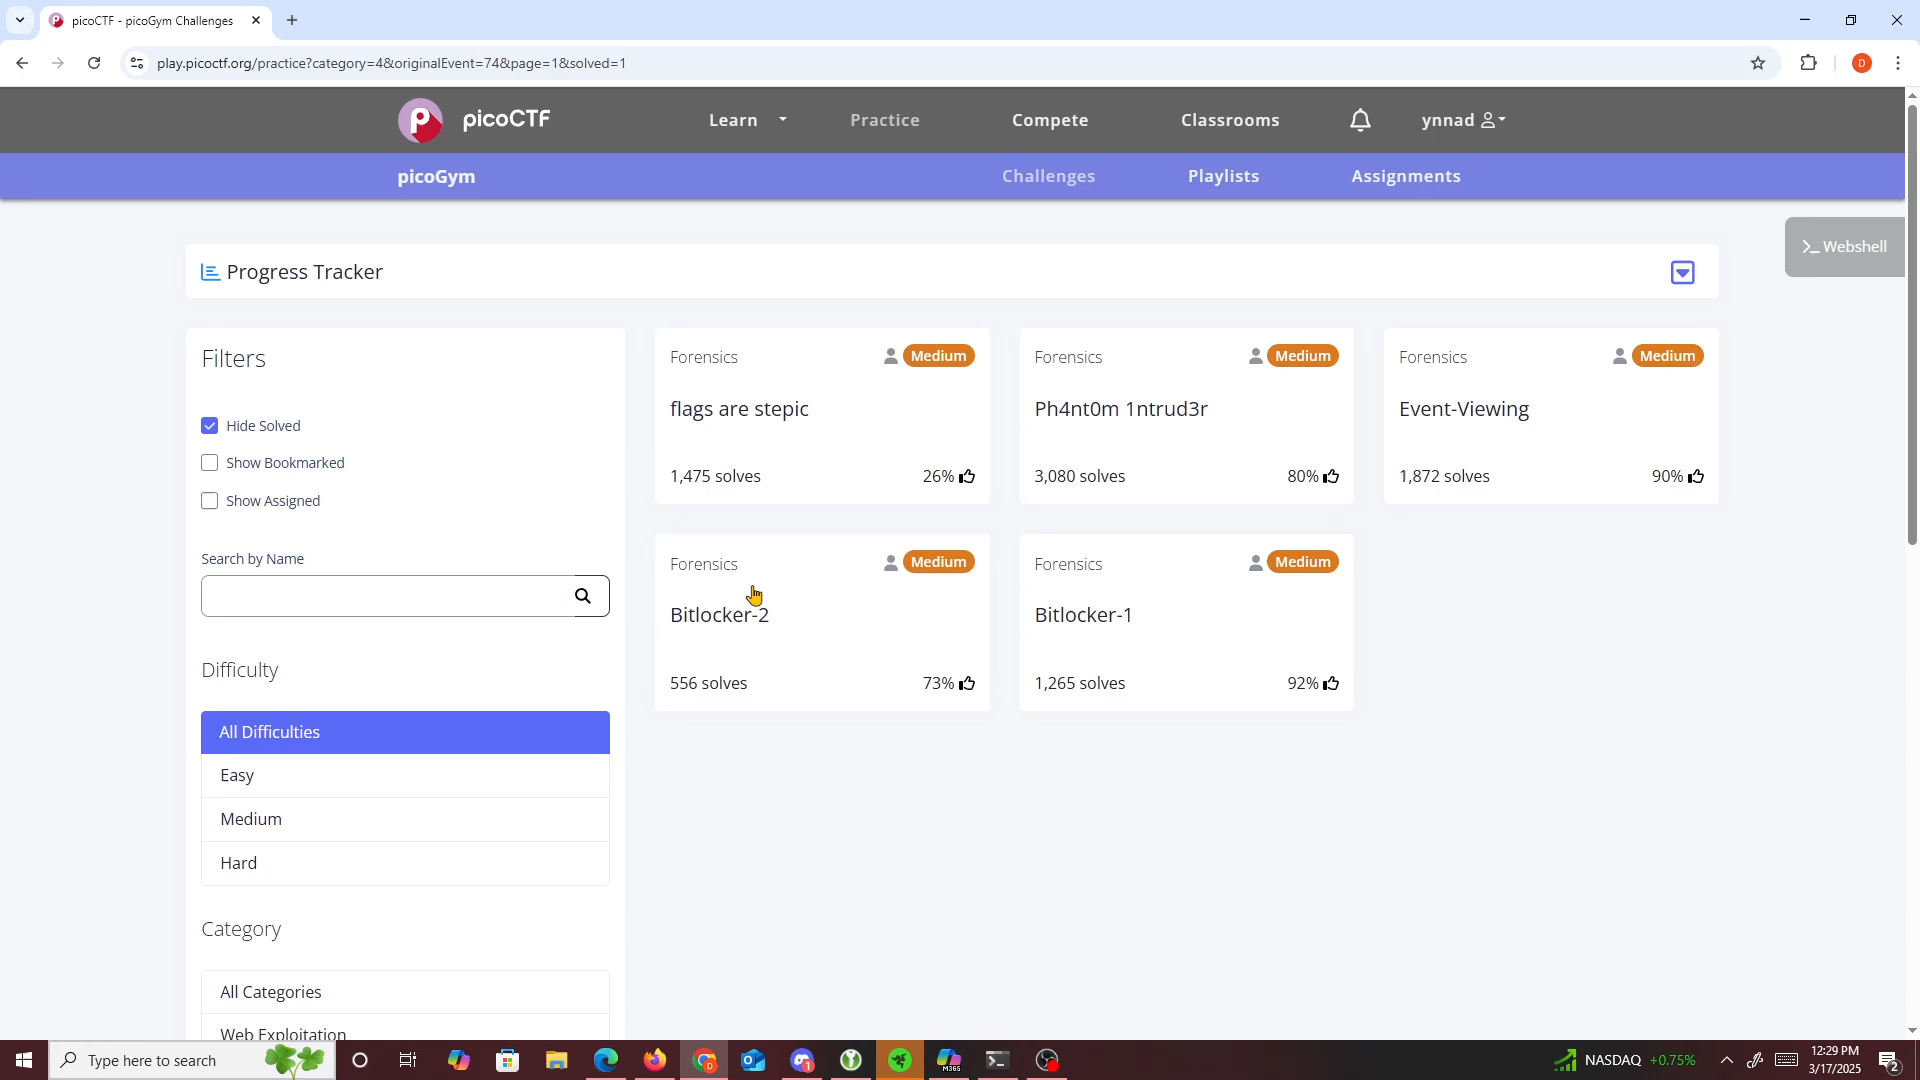 picoCTF - picoGym Challenges
play.picoctf.org/practice?category=4&originalEvent=74&page=1&solved=1
D
picoCTF
Learn
Practice
Compete
Classrooms
ynnad
picoGym
Challenges
Playlists
Assignments
Progress Tracker
>_ Webshell
Filters
Hide Solved
Show Bookmarked
Show Assigned
Search by Name
Difficulty
All Difficulties
Easy
Medium
Hard
Category
All Categories
Web Exploitation
Forensics
Medium
flags are stepic
1,475 solves
26%
Forensics
Medium
Ph4nt0m 1ntrud3r
3,080 solves
80%
Forensics
Medium
Event-Viewing
1,872 solves
90%
Forensics
Medium
Bitlocker-2
556 solves
73%
Forensics
Medium
Bitlocker-1
1,265 solves
92%
Type here to search
D
1
M365
NASDAQ +0.75%
12:29 PM
3/17/2025
2